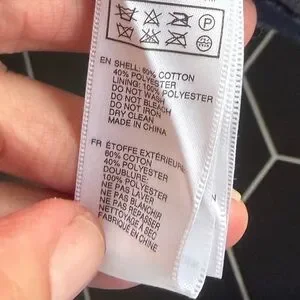 P
EN SHELL: 60% COTTON
40% POLYESTER
LINING: 100% POLYESTER
DO NOT WASH
DO NOT BLEACH
DO NOT IRON
DRY CLEAN
MADE IN CHINA
FR ÉTOFFE EXTÉRIEURE:
60% COTON
40% POLYESTER
DOUBLURE:
100% POLYESTER
NE PAS LAVER
NE PAS BLANCHIR
NE PAS REPASSER
NETTOYAGE À SEC
FABRIQUÉ EN CHINE